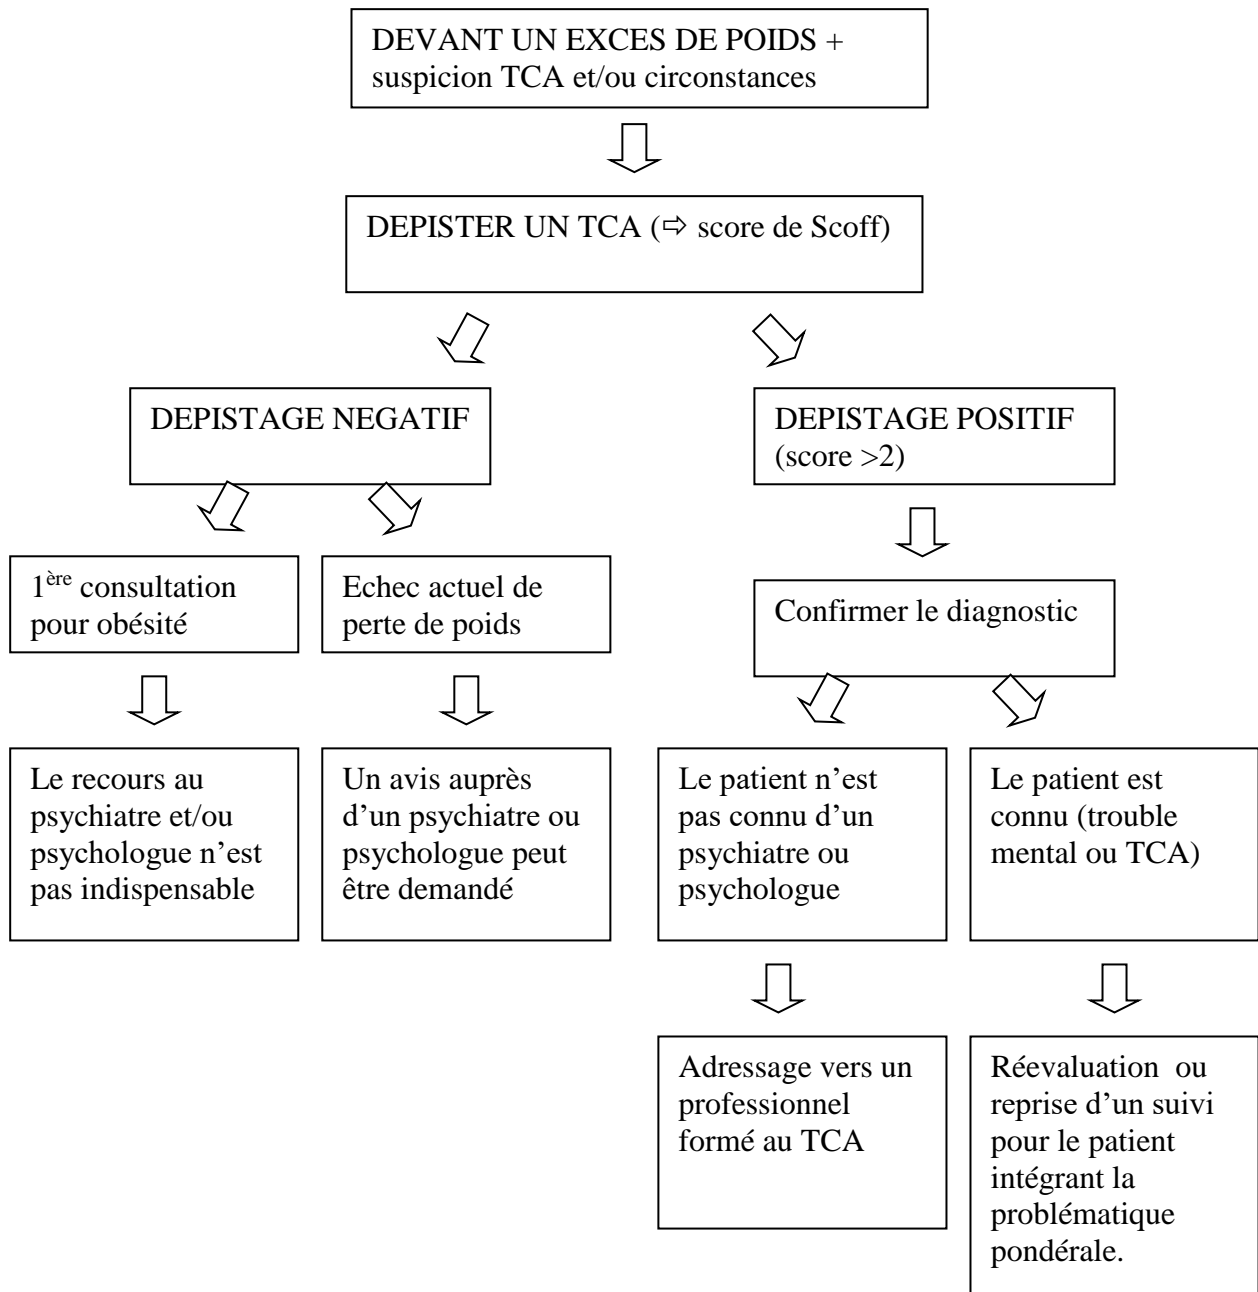 DEVANT UN EXCES DE POIDS +
suspicion TCA et/ou circonstances
DEPISTER UN TCA (⇨ score de Scoff)
DEPISTAGE NEGATIF
DEPISTAGE POSITIF
(score >2)
1ère consultation
pour obésité
Echec actuel de
perte de poids
Confirmer le diagnostic
Le recours au
psychiatre et/ou
psychologue n’est
pas indispensable
Un avis auprès
d’un psychiatre ou
psychologue peut
être demandé
Le patient n’est
pas connu d’un
psychiatre ou
psychologue
Le patient est
connu (trouble
mental ou TCA)
Adressage vers un
professionnel
formé au TCA
Réevaluation ou
reprise d’un suivi
pour le patient
intégrant la
problématique
pondérale.